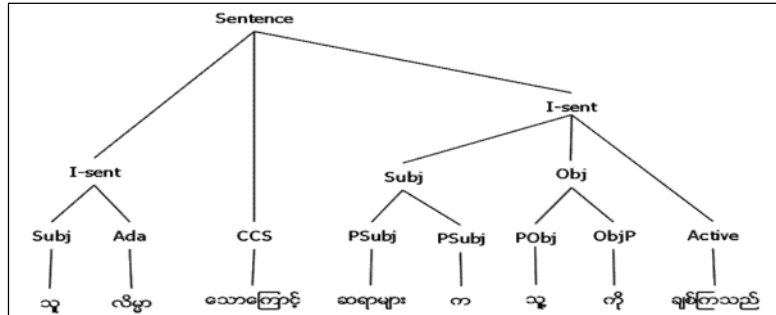 Sentence
I-sent
I-sent
Subj Obj
Subj Ada CCS PSubj PSubj PObj ObjP Active
သူ လိမ္မာ သောကြောင့် ဆရာများ က သူ့ ကို ချစ်ကြသည်